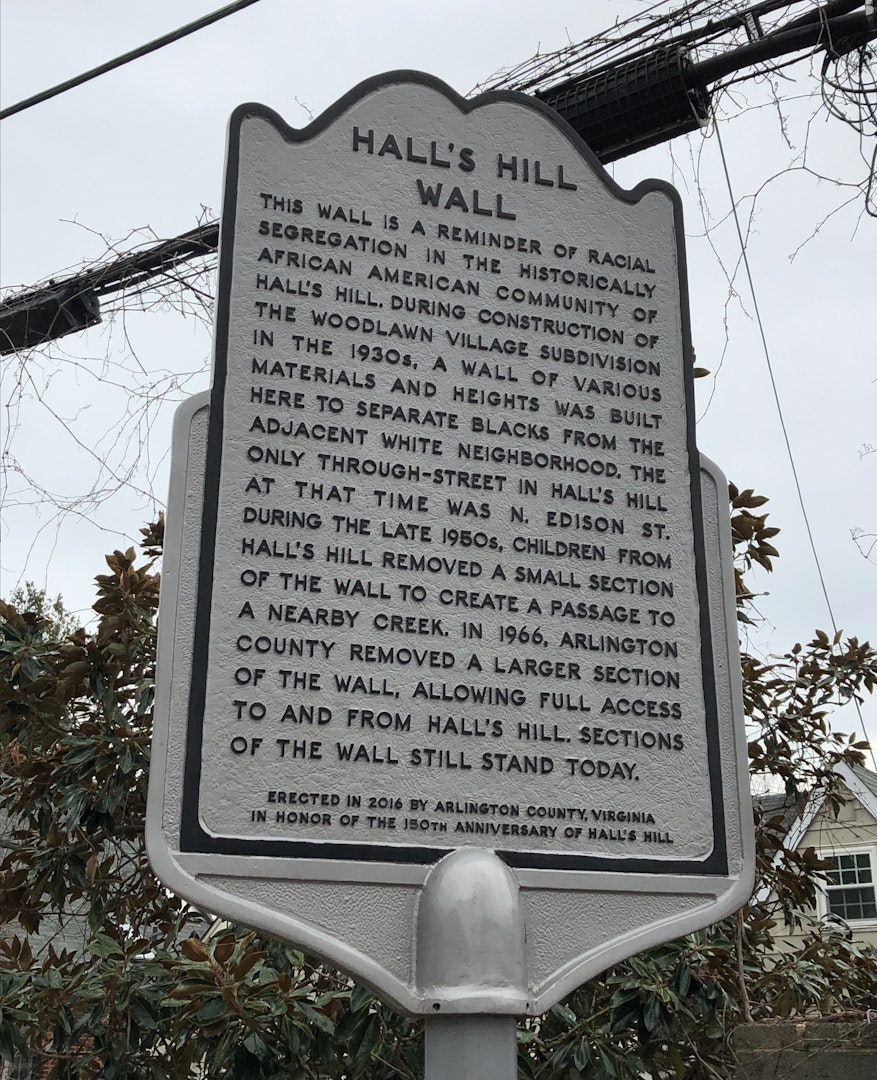 HALL'S HILL
WALL
THIS WALL IS A REMINDER OF RACIAL
SEGREGATION IN THE HISTORICALLY
AFRICAN AMERICAN COMMUNITY OF
HALL'S HILL. DURING CONSTRUCTION OF
THE WOODLAWN VILLAGE SUBDIVISION
IN THE 1930s, A WALL OF VARIOUS
MATERIALS AND HEIGHTS WAS BUILT
HERE TO SEPARATE BLACKS FROM THE
ADJACENT WHITE NEIGHBORHOOD. THE
ONLY THROUGH-STREET IN HALL'S HILL
AT THAT TIME WAS N. EDISON ST.
DURING THE LATE 1950s, CHILDREN FROM
HALL'S HILL REMOVED A SMALL SECTION
OF THE WALL TO CREATE A PASSAGE TO
A NEARBY CREEK. IN 1966, ARLINGTON
COUNTY REMOVED A LARGER SECTION
OF THE WALL, ALLOWING FULL ACCESS
TO AND FROM HALL'S HILL. SECTIONS
OF THE WALL STILL STAND TODAY.
ERECTED IN 2016 BY ARLINGTON COUNTY, VIRGINIA
IN HONOR OF THE 150TH ANNIVERSARY OF HALL'S HILL